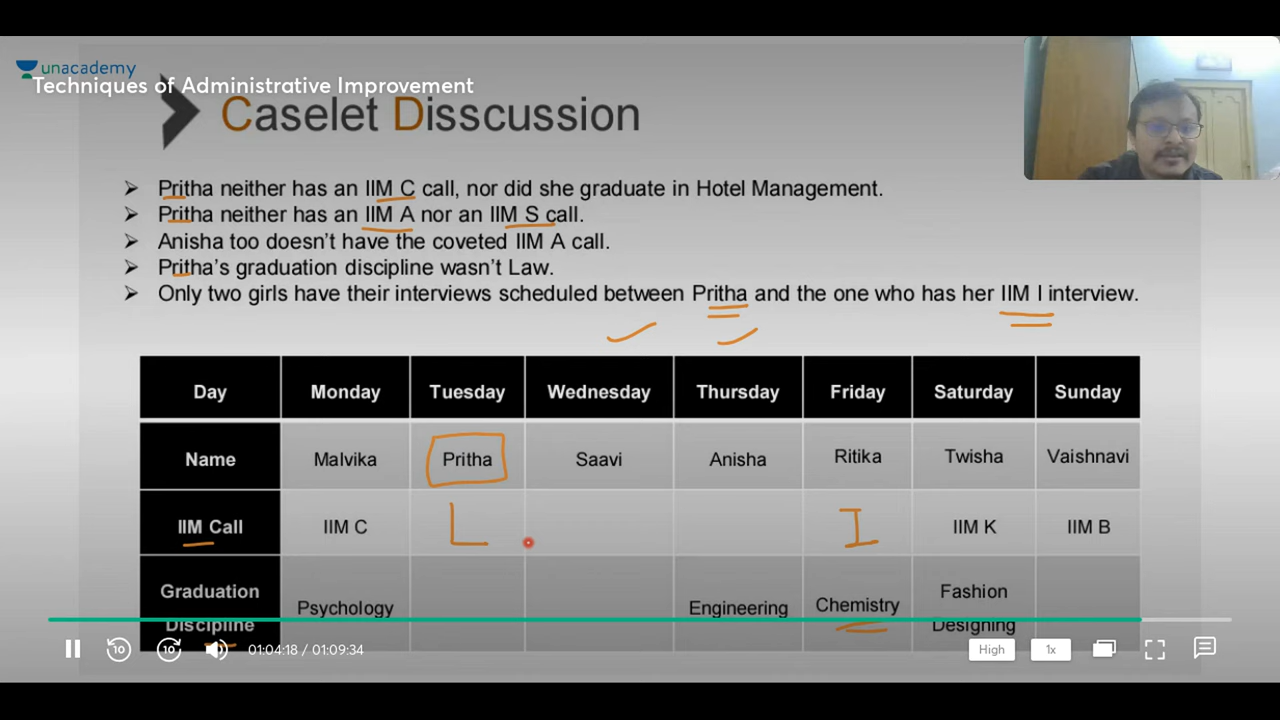 unacademy
Techniques of Administrative Improvement
Caselet Disscussion
Pritha neither has an IIM C call, nor did she graduate in Hotel Management.
Pritha neither has an IIM A nor an IIM S call.
Anisha too doesn't have the coveted IIM A call.
Pritha's graduation discipline wasn't Law.
Only two girls have their interviews scheduled between Pritha and the one who has her IIM I interview.
Day Monday Tuesday Wednesday Thursday Friday Saturday Sunday
Name Malvika Pritha Saavi Anisha Ritika Twisha Vaishnavi
IIM Call IIM C L I IIM K IIM B
Graduation Discipline Psychology Engineering Chemistry Fashion Designing
10 10 01:04:18 / 01:09:34 High 1x